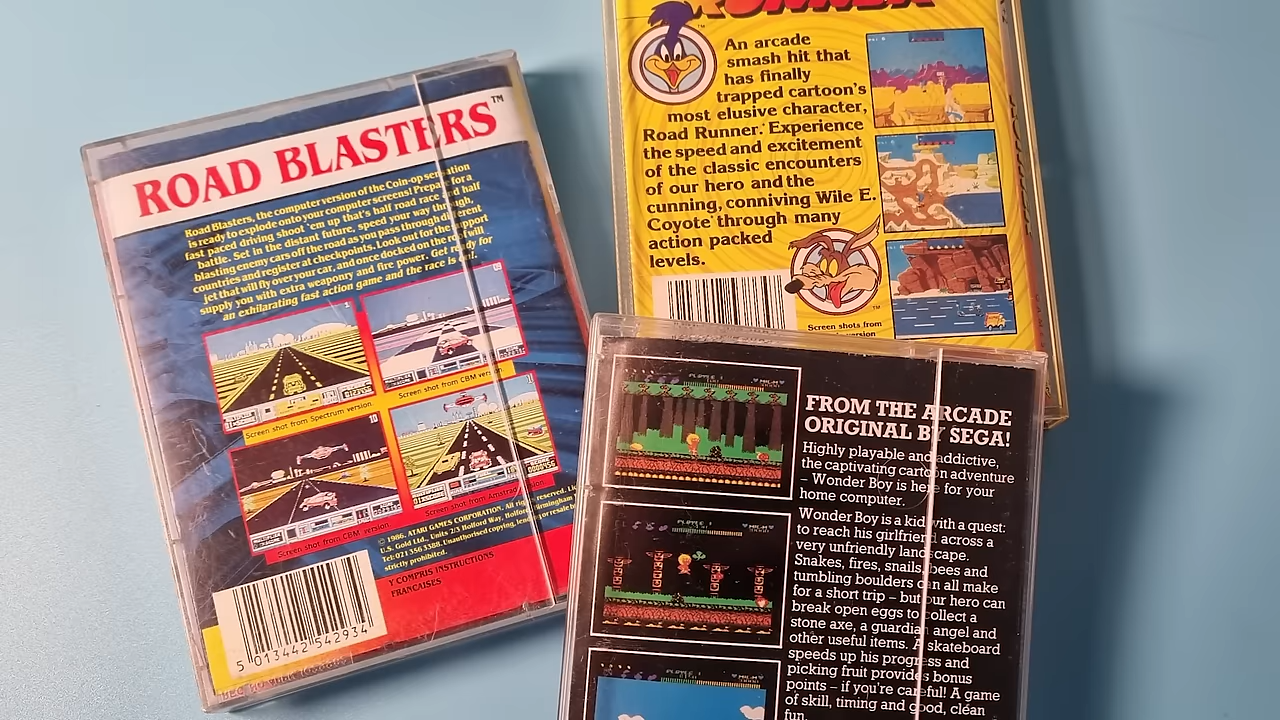 ROAD BLASTERS™
Road Blasters, the computer version of the Coin-op sensation
is ready to explode onto your computer screens! Prepare for a
fast paced driving shoot 'em up that's half road race and half
battle. Set in the distant future, speed your way through,
blasting enemy cars off the road as you pass through different
countries and register at checkpoints. Look out for the support
jet that will fly over your car, and once docked on the road will
supply you with extra weaponry and fire power. Get ready for
an exhilarating fast action game and the race is on!.
Screen shot from Spectrum version.
Screen shot from CBM version.
Screen shot from CBM version.
Screen shot from Amstrad version.
© 1986. ATARI GAMES CORPORATION. All rights reserved.
U.S. Gold Ltd., Units 2/3 Holford Way, Holford, Birmingham
Tel: 021 356 3388. Unauthorised copying, lending or resale
strictly prohibited.
Y COMPRIS INSTRUCTIONS
FRANCAISES
5 013442 542934
RUNNER
An arcade
smash hit that
has finally
trapped cartoon's
most elusive character,
Road Runner. Experience
the speed and excitement
of the classic encounters
of our hero and the
cunning, conniving Wile E.
Coyote through many
action packed
levels.
Screen shots from
version
FROM THE ARCADE
ORIGINAL BY SEGA!
Highly playable and addictive,
the captivating cartoon adventure
– Wonder Boy is here for your
home computer.
Wonder Boy is a kid with a quest:
to reach his girlfriend across a
very unfriendly landscape.
Snakes, fires, snails, bees and
tumbling boulders can all make
for a short trip – but our hero can
break open eggs to collect a
stone axe, a guardian angel and
other useful items. A skateboard
speeds up his progress and
picking fruit provides bonus
points – if you're careful! A game
of skill, timing and good, clean
fun.